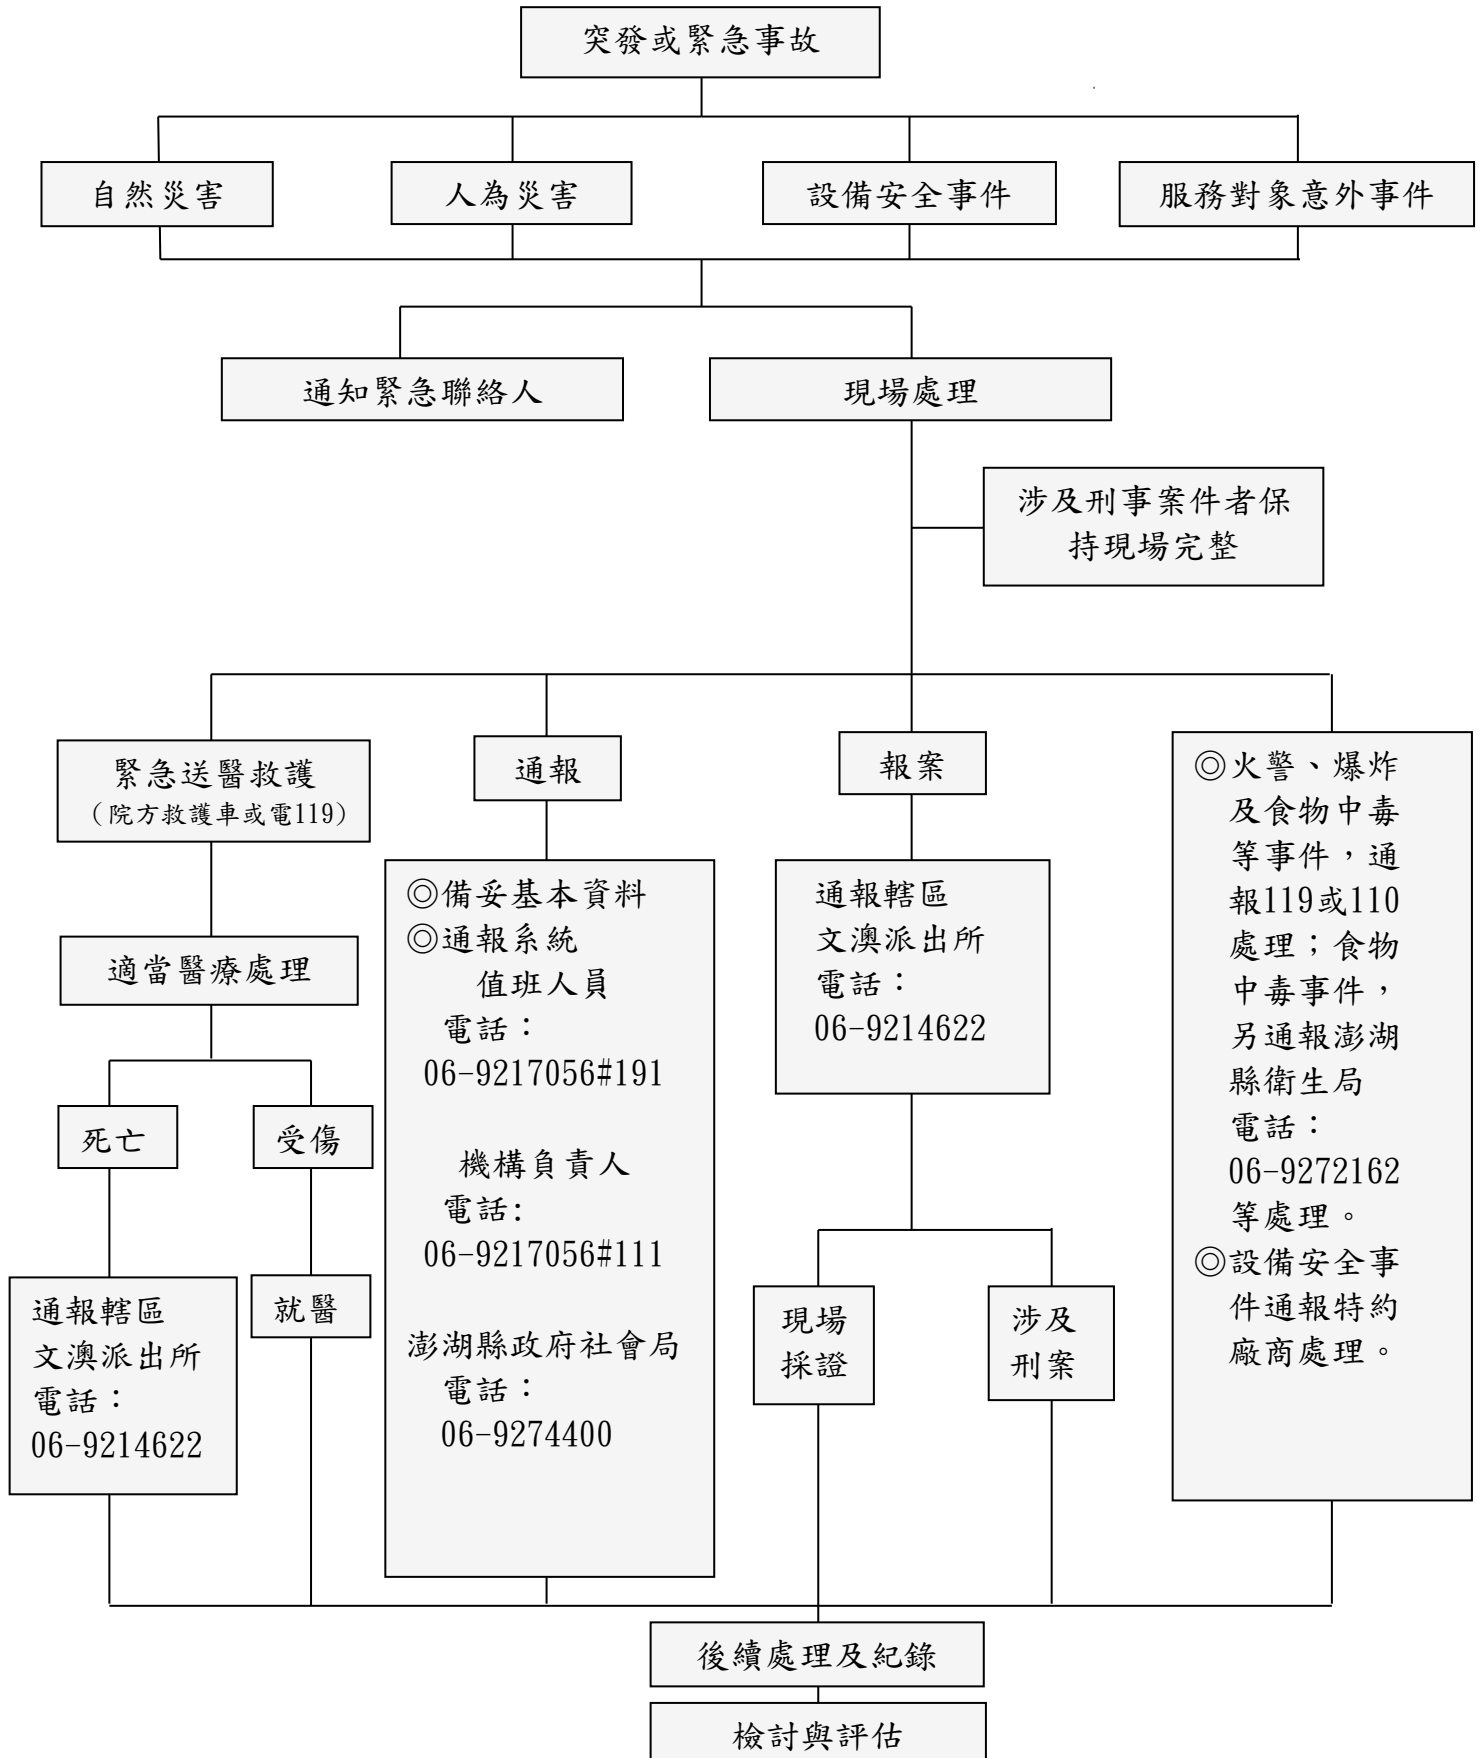 突發或緊急事故
自然災害
人為災害
設備安全事件
服務對象意外事件
通知緊急聯絡人
現場處理
涉及刑事案件者保
持現場完整
緊急送醫救護
（院方救護車或電119）
適當醫療處理
死亡
受傷
通報轄區
文澳派出所
電話：
06-9214622
就醫
通報
◎備妥基本資料
◎通報系統
值班人員
電話：
06-9217056#191
機構負責人
電話:
06-9217056#111
澎湖縣政府社會局
電話：
06-9274400
報案
通報轄區
文澳派出所
電話：
06-9214622
現場
採證
涉及
刑案
◎火警、爆炸
及食物中毒
等事件，通
報119或110
處理；食物
中毒事件，
另通報澎湖
縣衛生局
電話：
06-9272162
等處理。
◎設備安全事
件通報特約
廠商處理。
後續處理及紀錄
檢討與評估